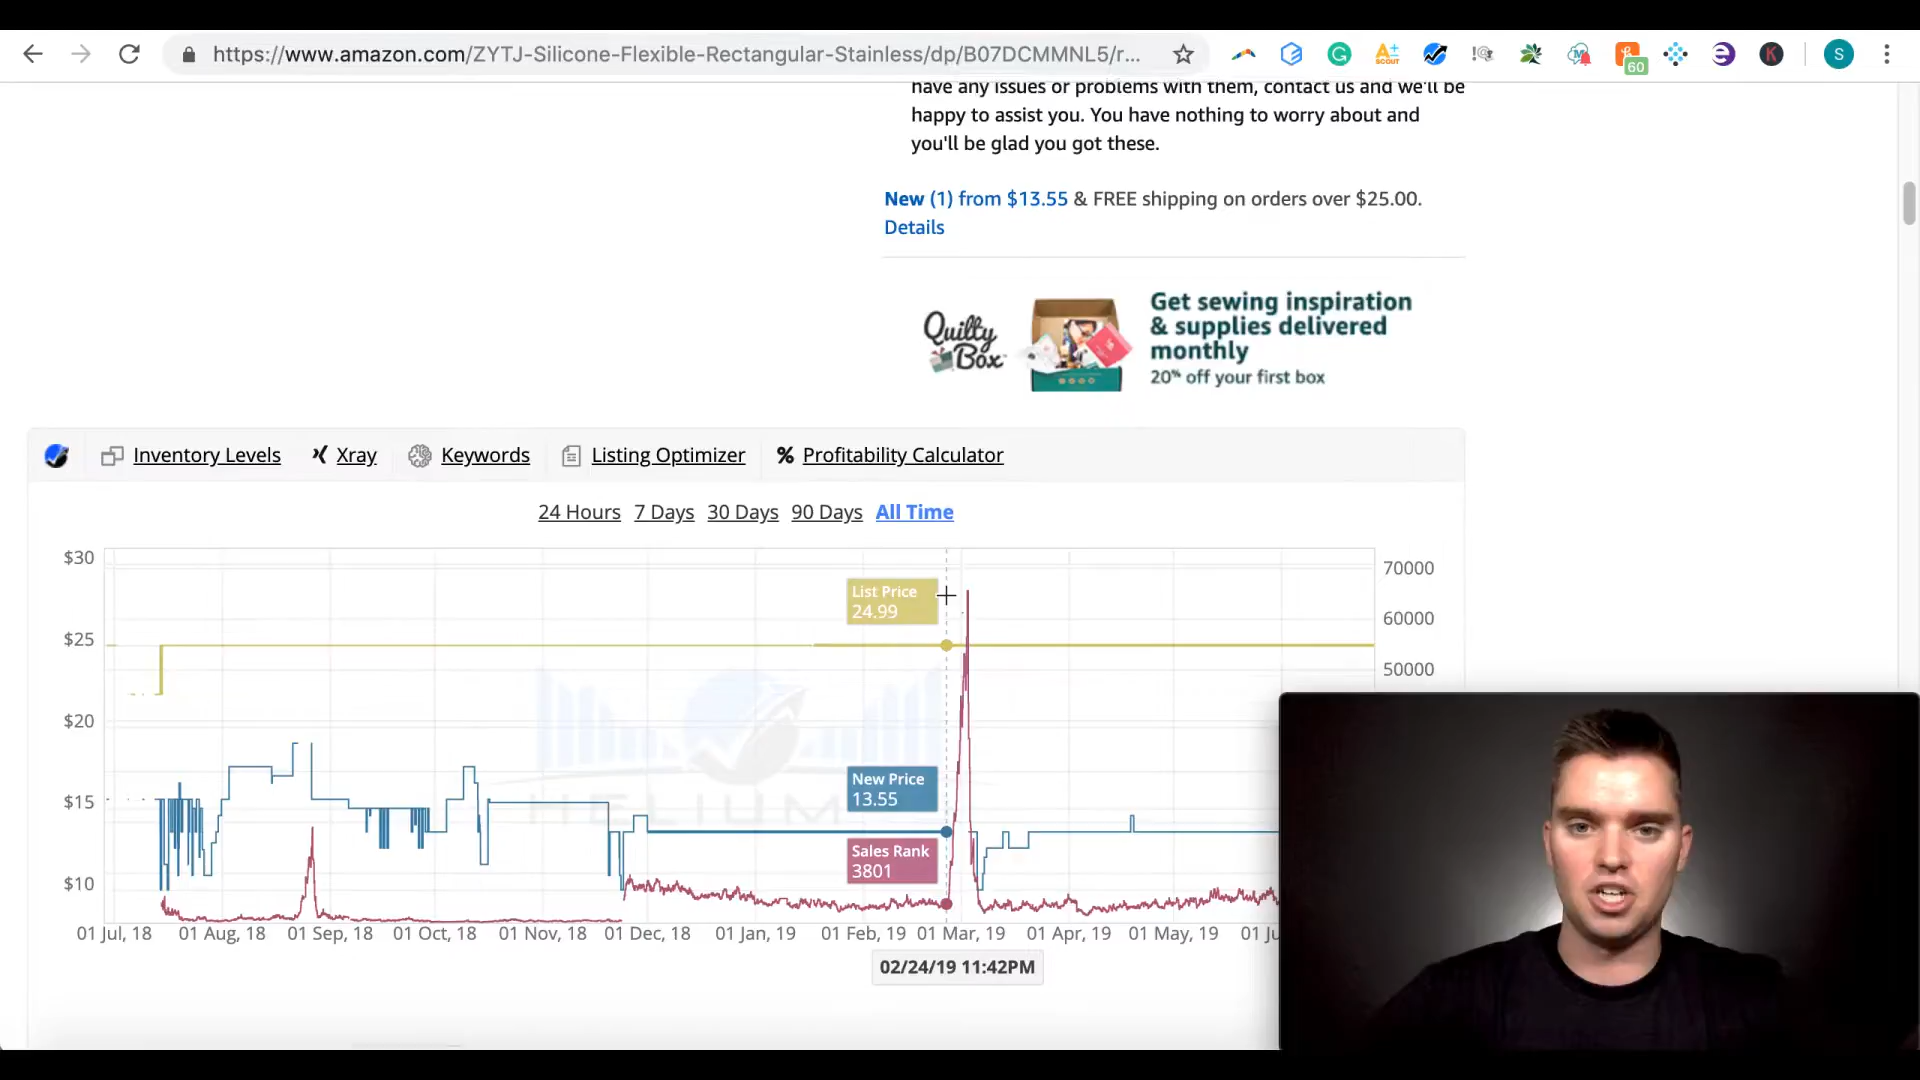 https://www.amazon.com/ZYTJ-Silicone-Flexible-Rectangular-Stainless/dp/B07DCMMNL5/r...
60
S
have any issues or problems with them, contact us and we'll be
happy to assist you. You have nothing to worry about and
you'll be glad you got these.
New (1) from $13.55 & FREE shipping on orders over $25.00.
Details
Quilty Box
Get sewing inspiration
& supplies delivered
monthly
20% off your first box
Inventory Levels Xray Keywords Listing Optimizer % Profitability Calculator
24 Hours 7 Days 30 Days 90 Days All Time
$30
$25
$20
$15
$10
70000
60000
50000
List Price
24.99
New Price
13.55
Sales Rank
3801
HELIUM
01 Jul, 18 01 Aug, 18 01 Sep, 18 01 Oct, 18 01 Nov, 18 01 Dec, 18 01 Jan, 19 01 Feb, 19 01 Mar, 19 01 Apr, 19 01 May, 19 01 Ju
02/24/19 11:42PM